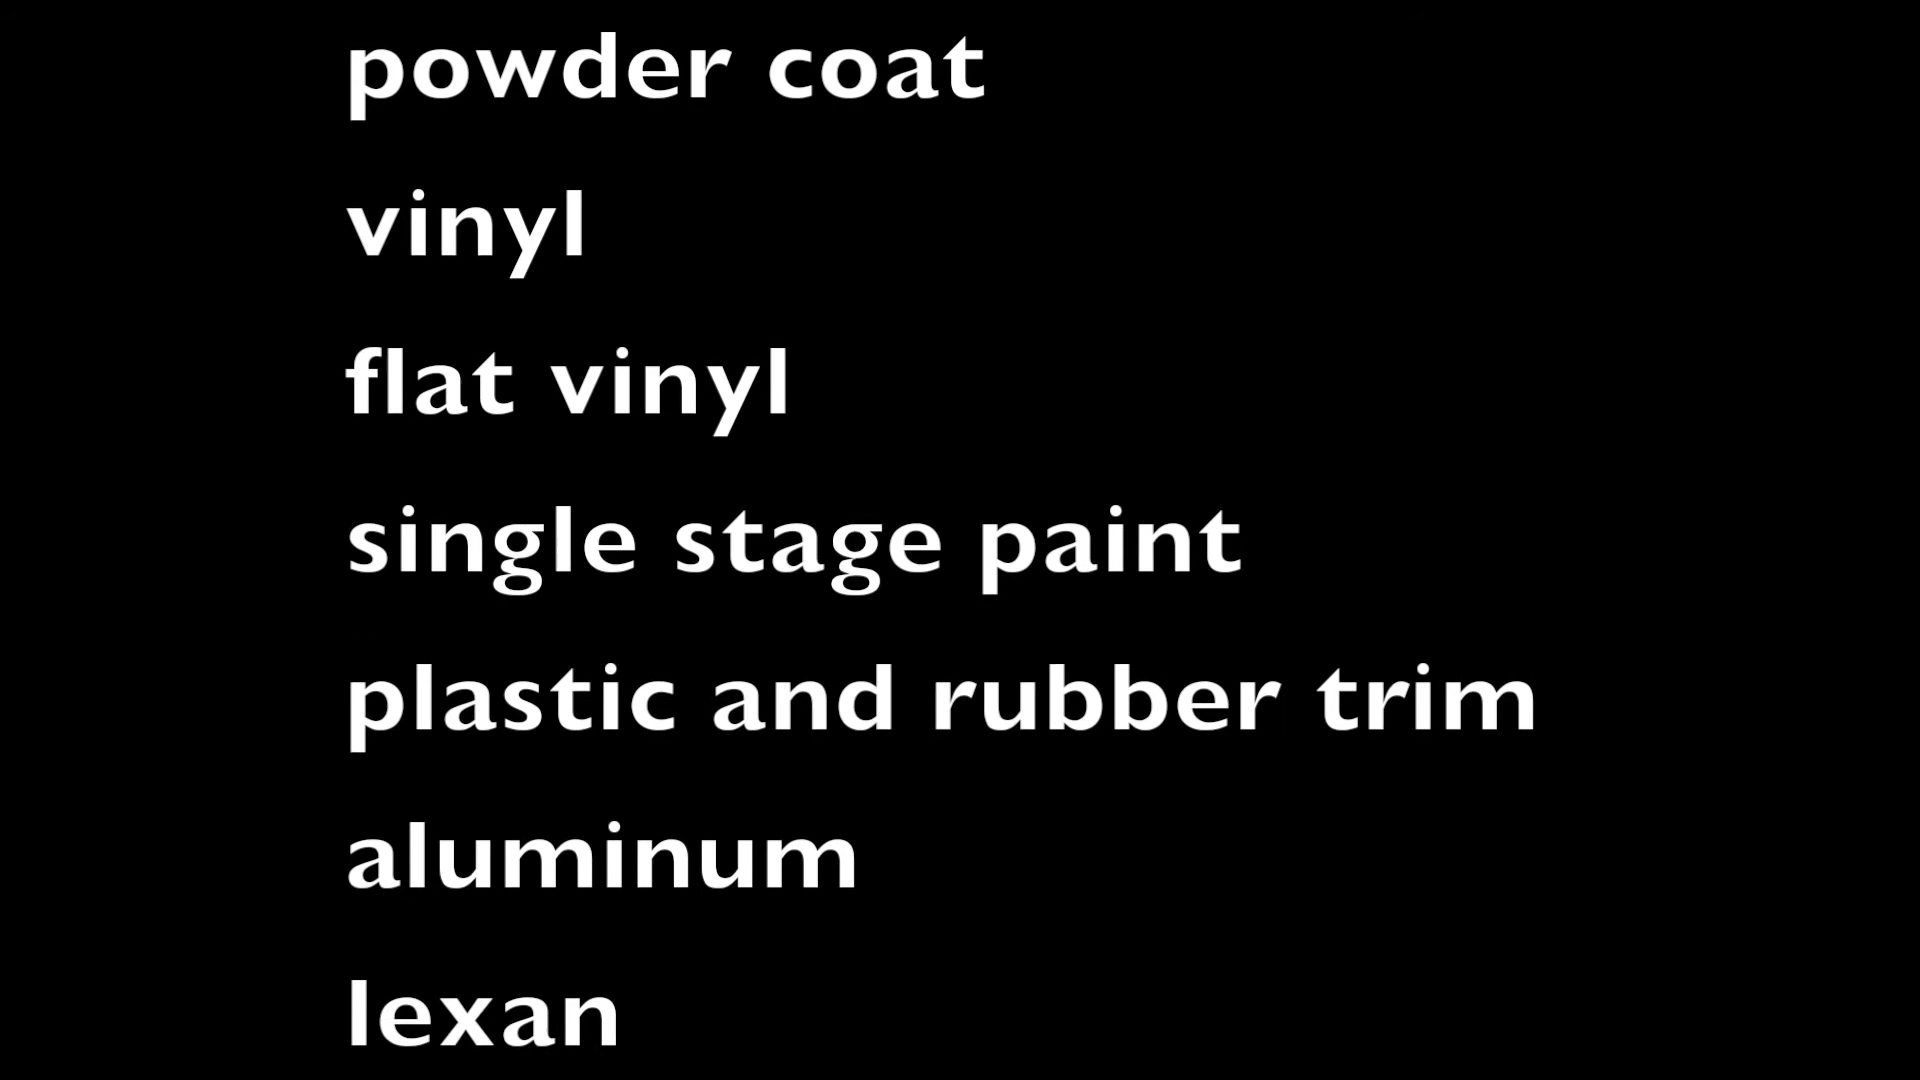 powder coat
vinyl
flat vinyl
single stage paint
plastic and rubber trim
aluminum
lexan